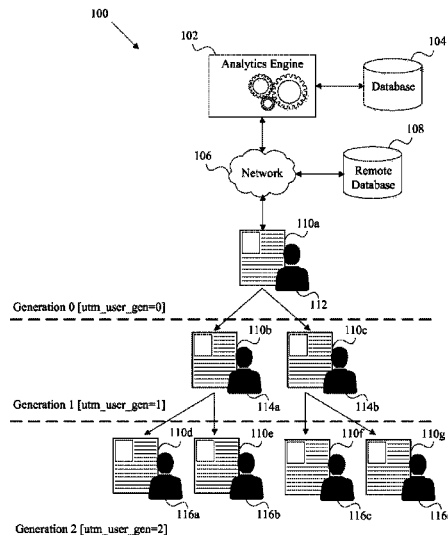 100
102
Analytics Engine
104
Database
106
Network
108
Remote
Database
110a
112
Generation 0 [utm_user_gen=0]
110b
110c
114a
114b
Generation 1 [utm_user_gen=1]
110d
110e
110f
110g
116a
116b
116c
116
Generation 2 [utm_user_gen=2]